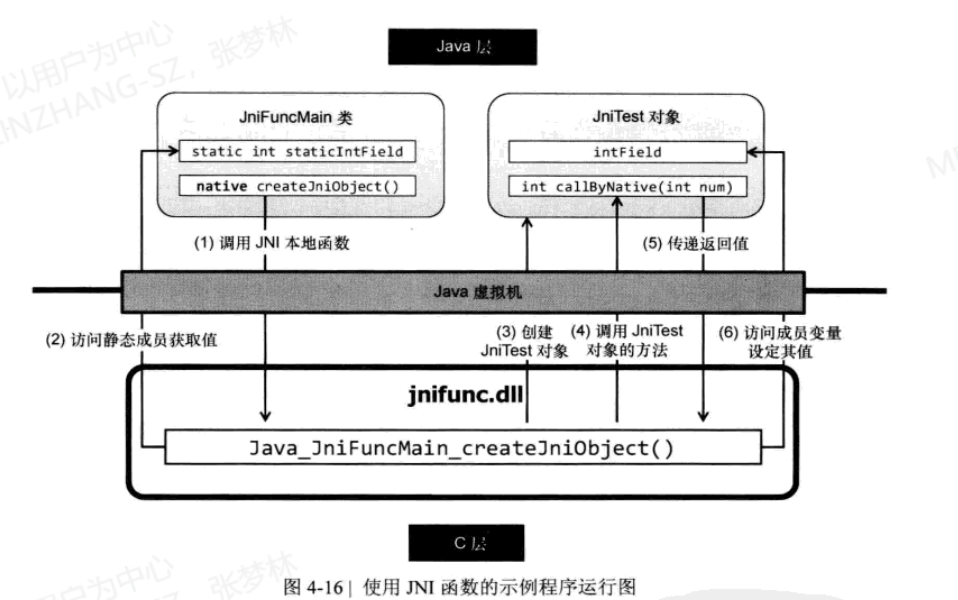 以用户为中心
INZHANG-SZ, 张梦林
Java 层
JniFuncMain 类
static int staticIntField
native createJniObject()
JniTest 对象
intField
int callByNative(int num)
(1) 调用 JNI 本地函数
(5) 传递返回值
Java 虚拟机
(2) 访问静态成员获取值
(3) 创建
JniTest 对象
(4) 调用 JniTest
对象的方法
(6) 访问成员变量
设定其值
jnifunc.dll
Java_JniFuncMain_createJniObject()
C 层
图 4-16 | 使用 JNI 函数的示例程序运行图
以用户为中心
张梦林